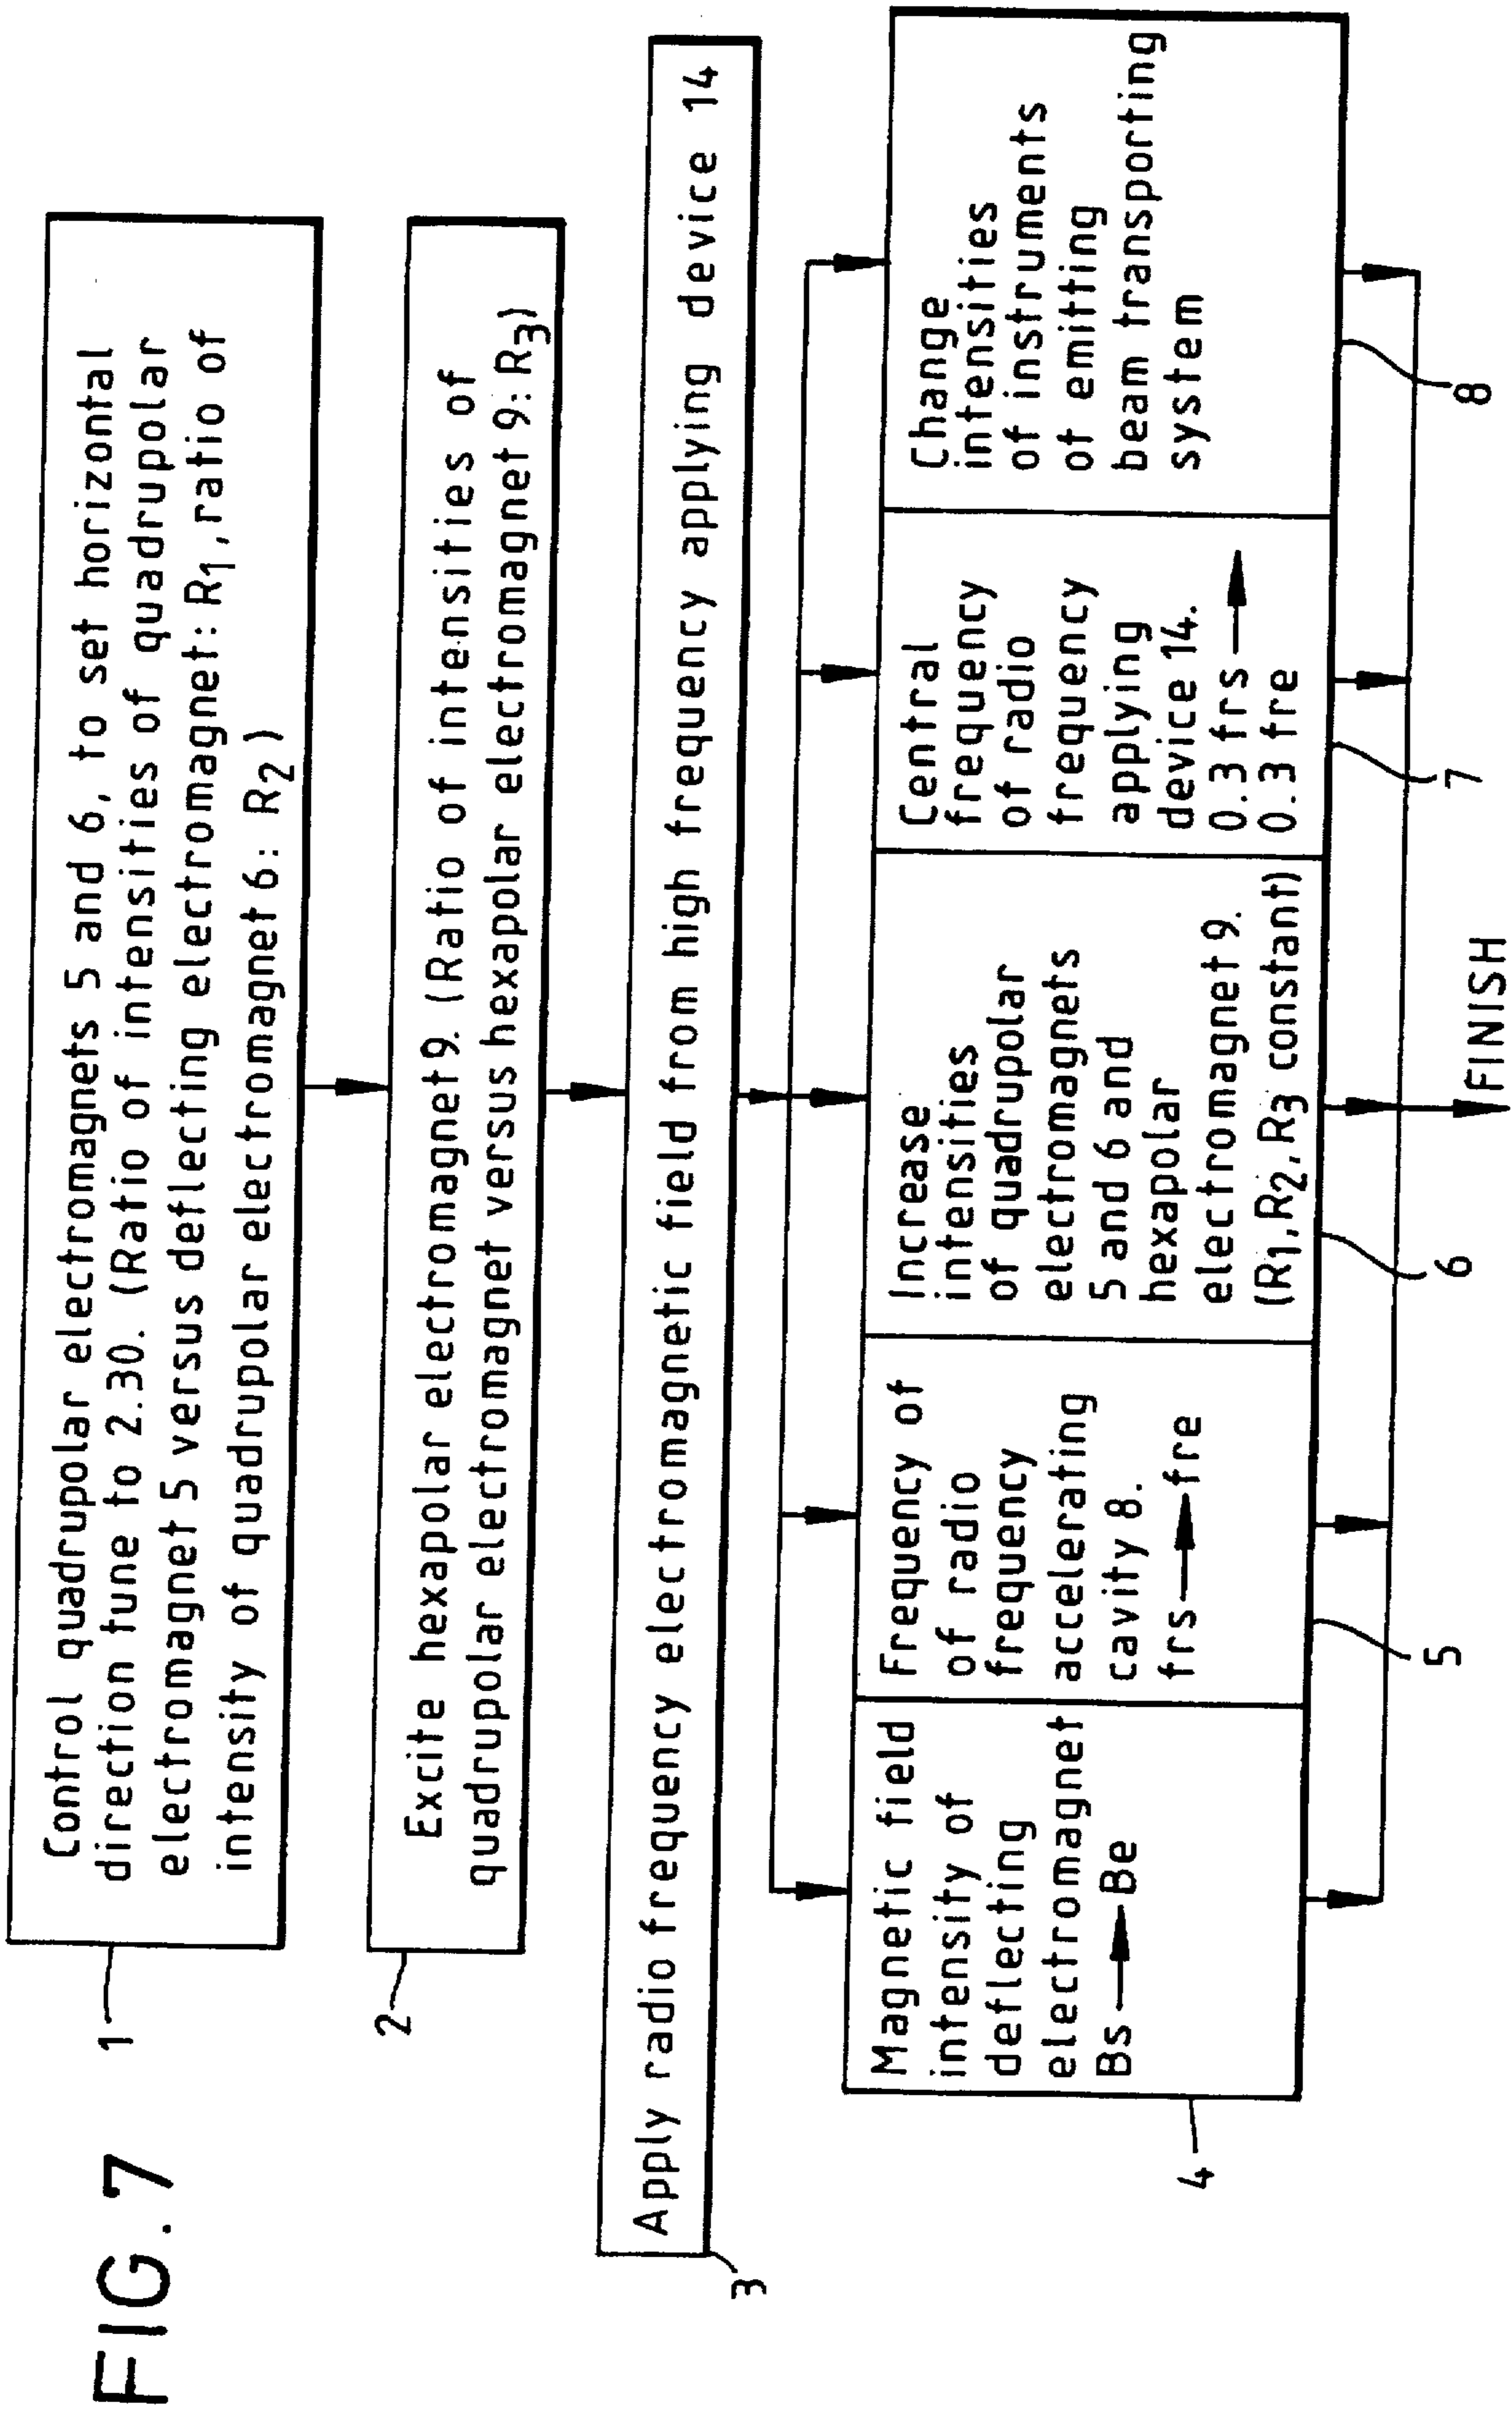 FIG. 7
1
Control quadrupolar electromagnets 5 and 6, to set horizontal
direction tune to 2.30. (Ratio of intensities of quadrupolar
electromagnet 5 versus deflecting electromagnet: R1, ratio of
intensity of quadrupolar electromagnet 6: R2)
2
Excite hexapolar electromagnet 9. (Ratio of intensities of
quadrupolar electromagnet versus hexapolar electromagnet 9: R3)
3
Apply radio frequency electromagnetic field from high frequency applying device 14
4
Magnetic field
intensity of
deflecting
electromagnet
Bs → Be
5
Frequency of
of radio
frequency
accelerating
cavity 8.
frs → fre
6
Increase
intensities
of quadrupolar
electromagnets
5 and 6 and
hexapolar
electromagnet 9.
(R1, R2, R3 constant)
7
Central
frequency
of radio
frequency
applying
device 14.
0.3 frs →
0.3 fre
8
Change
intensities
of instruments
of emitting
beam transporting
system
FINISH